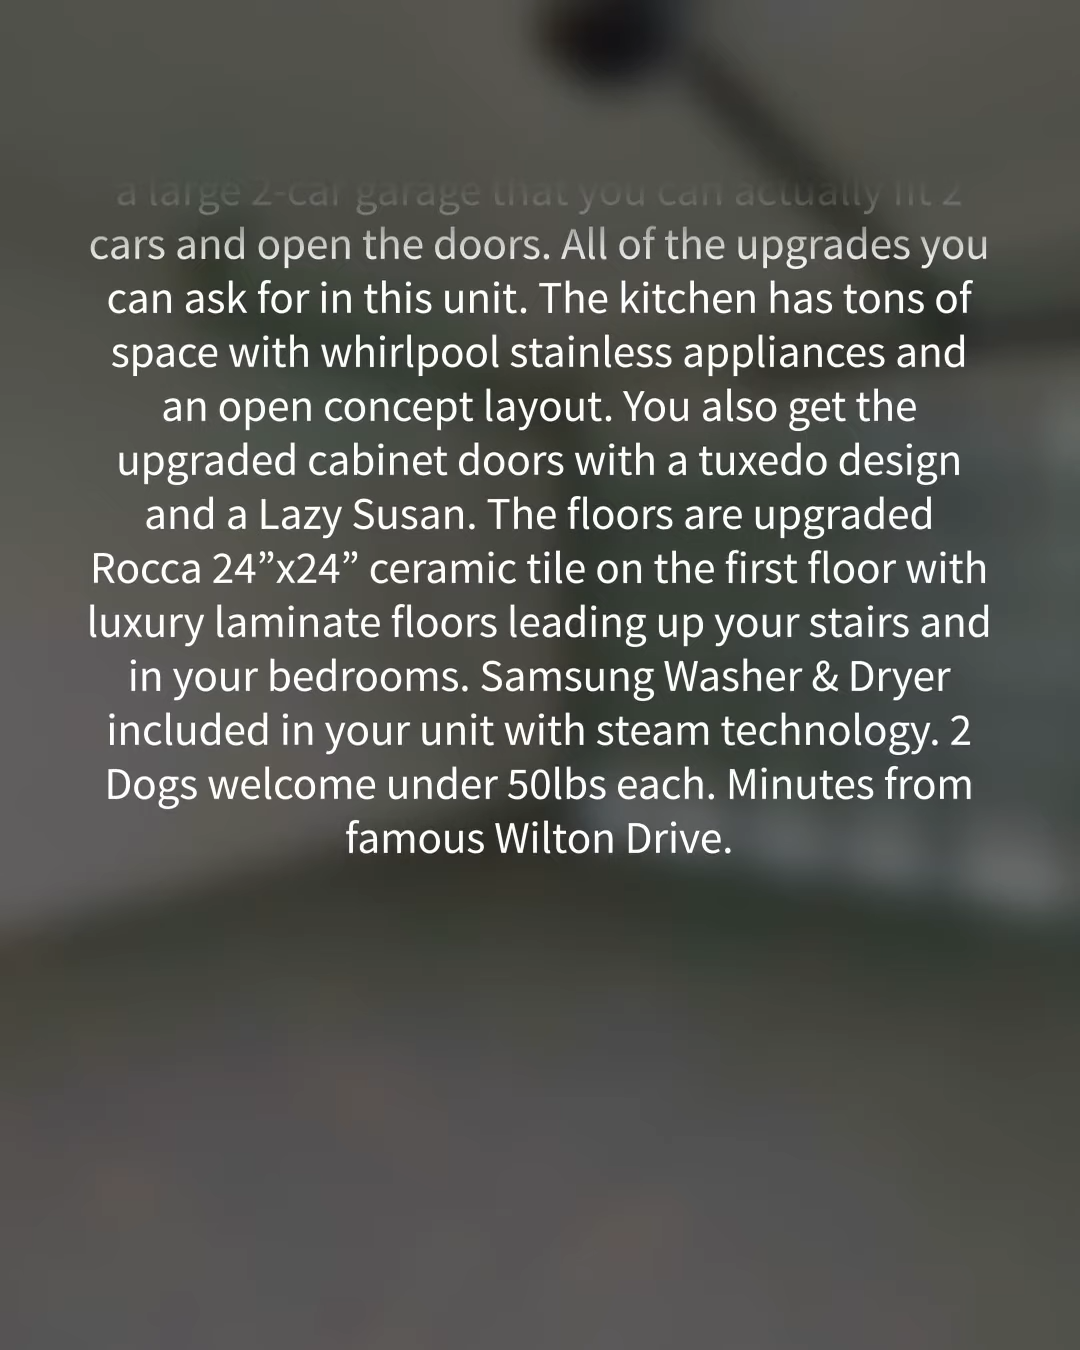 a large 2-car garage that you can actually fit 2
cars and open the doors. All of the upgrades you
can ask for in this unit. The kitchen has tons of
space with whirlpool stainless appliances and
an open concept layout. You also get the
upgraded cabinet doors with a tuxedo design
and a Lazy Susan. The floors are upgraded
Rocca 24”x24” ceramic tile on the first floor with
luxury laminate floors leading up your stairs and
in your bedrooms. Samsung Washer & Dryer
included in your unit with steam technology. 2
Dogs welcome under 50lbs each. Minutes from
famous Wilton Drive.